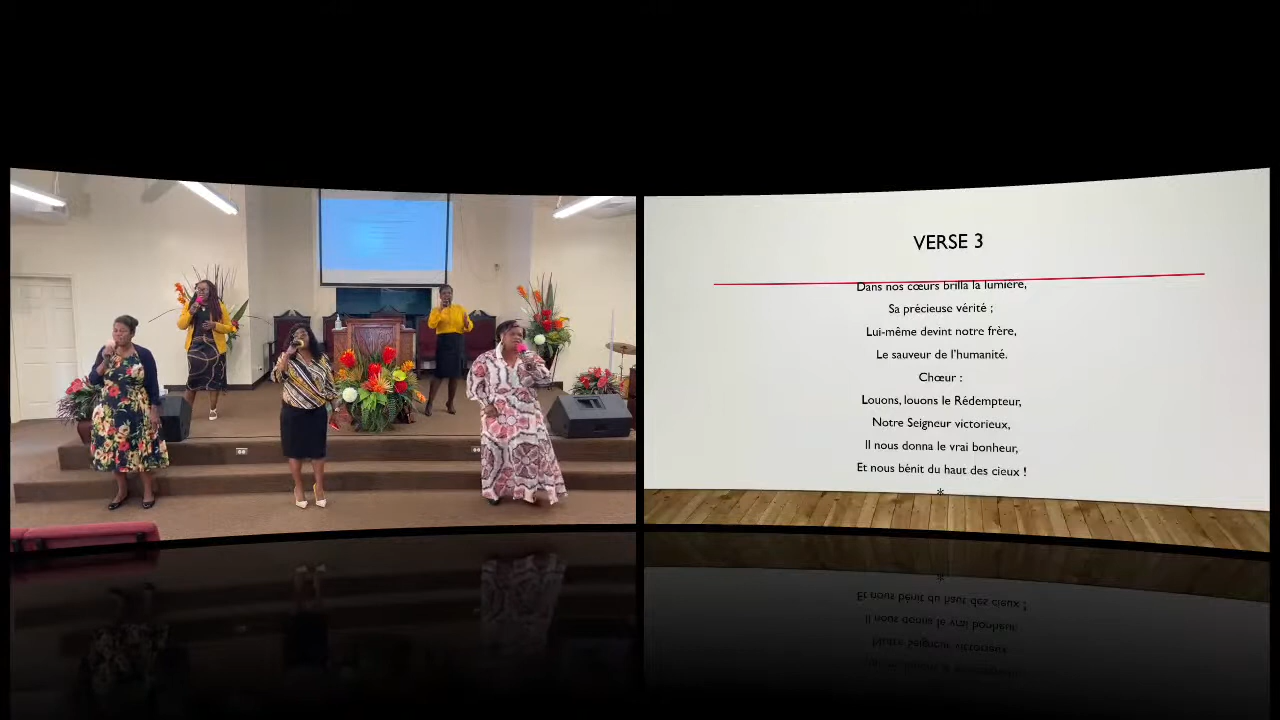 VERSE 3
Dans nos cœurs brilla la lumière,
Sa précieuse vérité ;
Lui-même devint notre frère,
Le sauveur de l'humanité.
Chœur :
Louons, louons le Rédempteur,
Notre Seigneur victorieux,
Il nous donna le vrai bonheur,
Et nous bénit du haut des cieux !
*